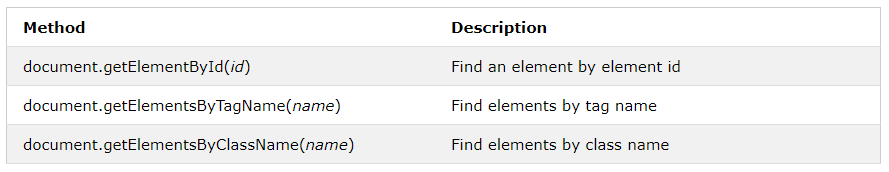 Method Description
document.getElementById(id) Find an element by element id
document.getElementsByTagName(name) Find elements by tag name
document.getElementsByClassName(name) Find elements by class name